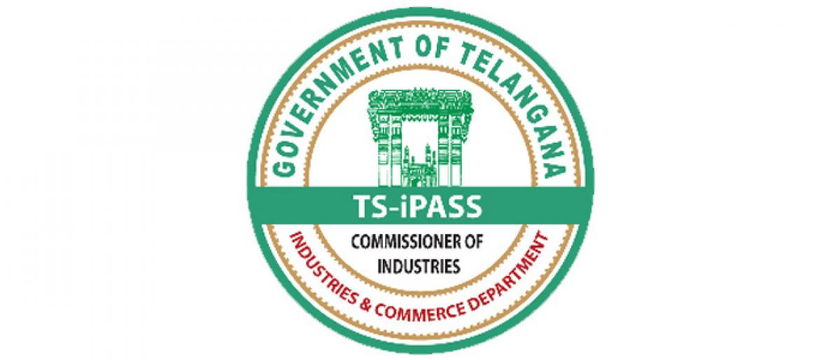 GOVERNMENT OF TELANGANA
TS-iPASS
COMMISSIONER OF
INDUSTRIES
INDUSTRIES & COMMERCE DEPARTMENT